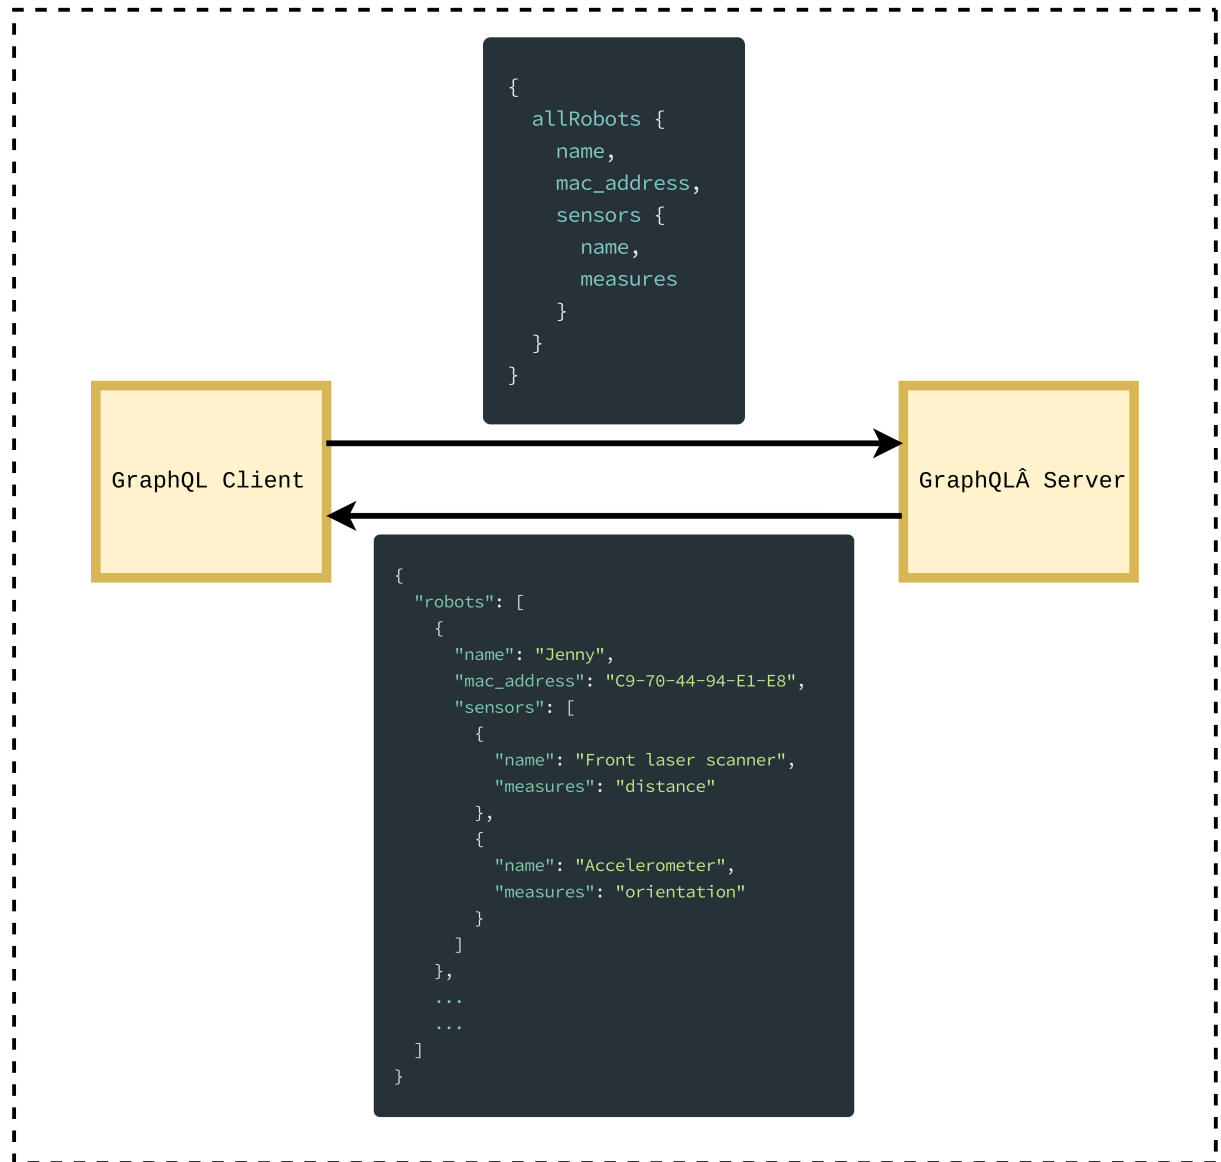 {
  allRobots {
    name,
    mac_address,
    sensors {
      name,
      measures
    }
  }
}
GraphQL Client
GraphQLÂ Server
{
  "robots": [
    {
      "name": "Jenny",
      "mac_address": "C9-70-44-94-E1-E8",
      "sensors": [
        {
          "name": "Front laser scanner",
          "measures": "distance"
        },
        {
          "name": "Accelerometer",
          "measures": "orientation"
        }
      ]
    },
    ...
    ...
  ]
}